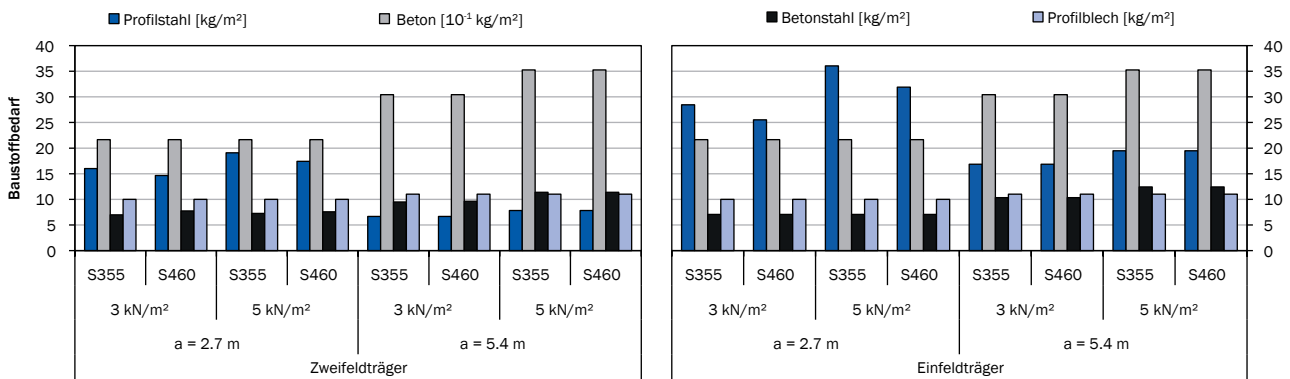 Profilstahl [kg/m²] Beton [10⁻¹ kg/m²] Betonstahl [kg/m²] Profilblech [kg/m²]
Baustoffbedarf
40 40
35 35
30 30
25 25
20 20
15 15
10 10
5 5
0 0
S355 S460 S355 S460 S355 S460 S355 S460 S355 S460 S355 S460 S355 S460 S355 S460
3 kN/m² 5 kN/m² 3 kN/m² 5 kN/m² 3 kN/m² 5 kN/m² 3 kN/m² 5 kN/m²
a = 2.7 m a = 5.4 m a = 2.7 m a = 5.4 m
Zweifeldträger Einfeldträger